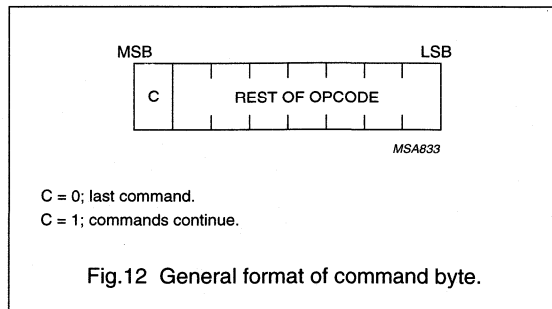 MSB LSB
C REST OF OPCODE
MSA833
C = 0; last command.
C = 1; commands continue.
Fig.12 General format of command byte.